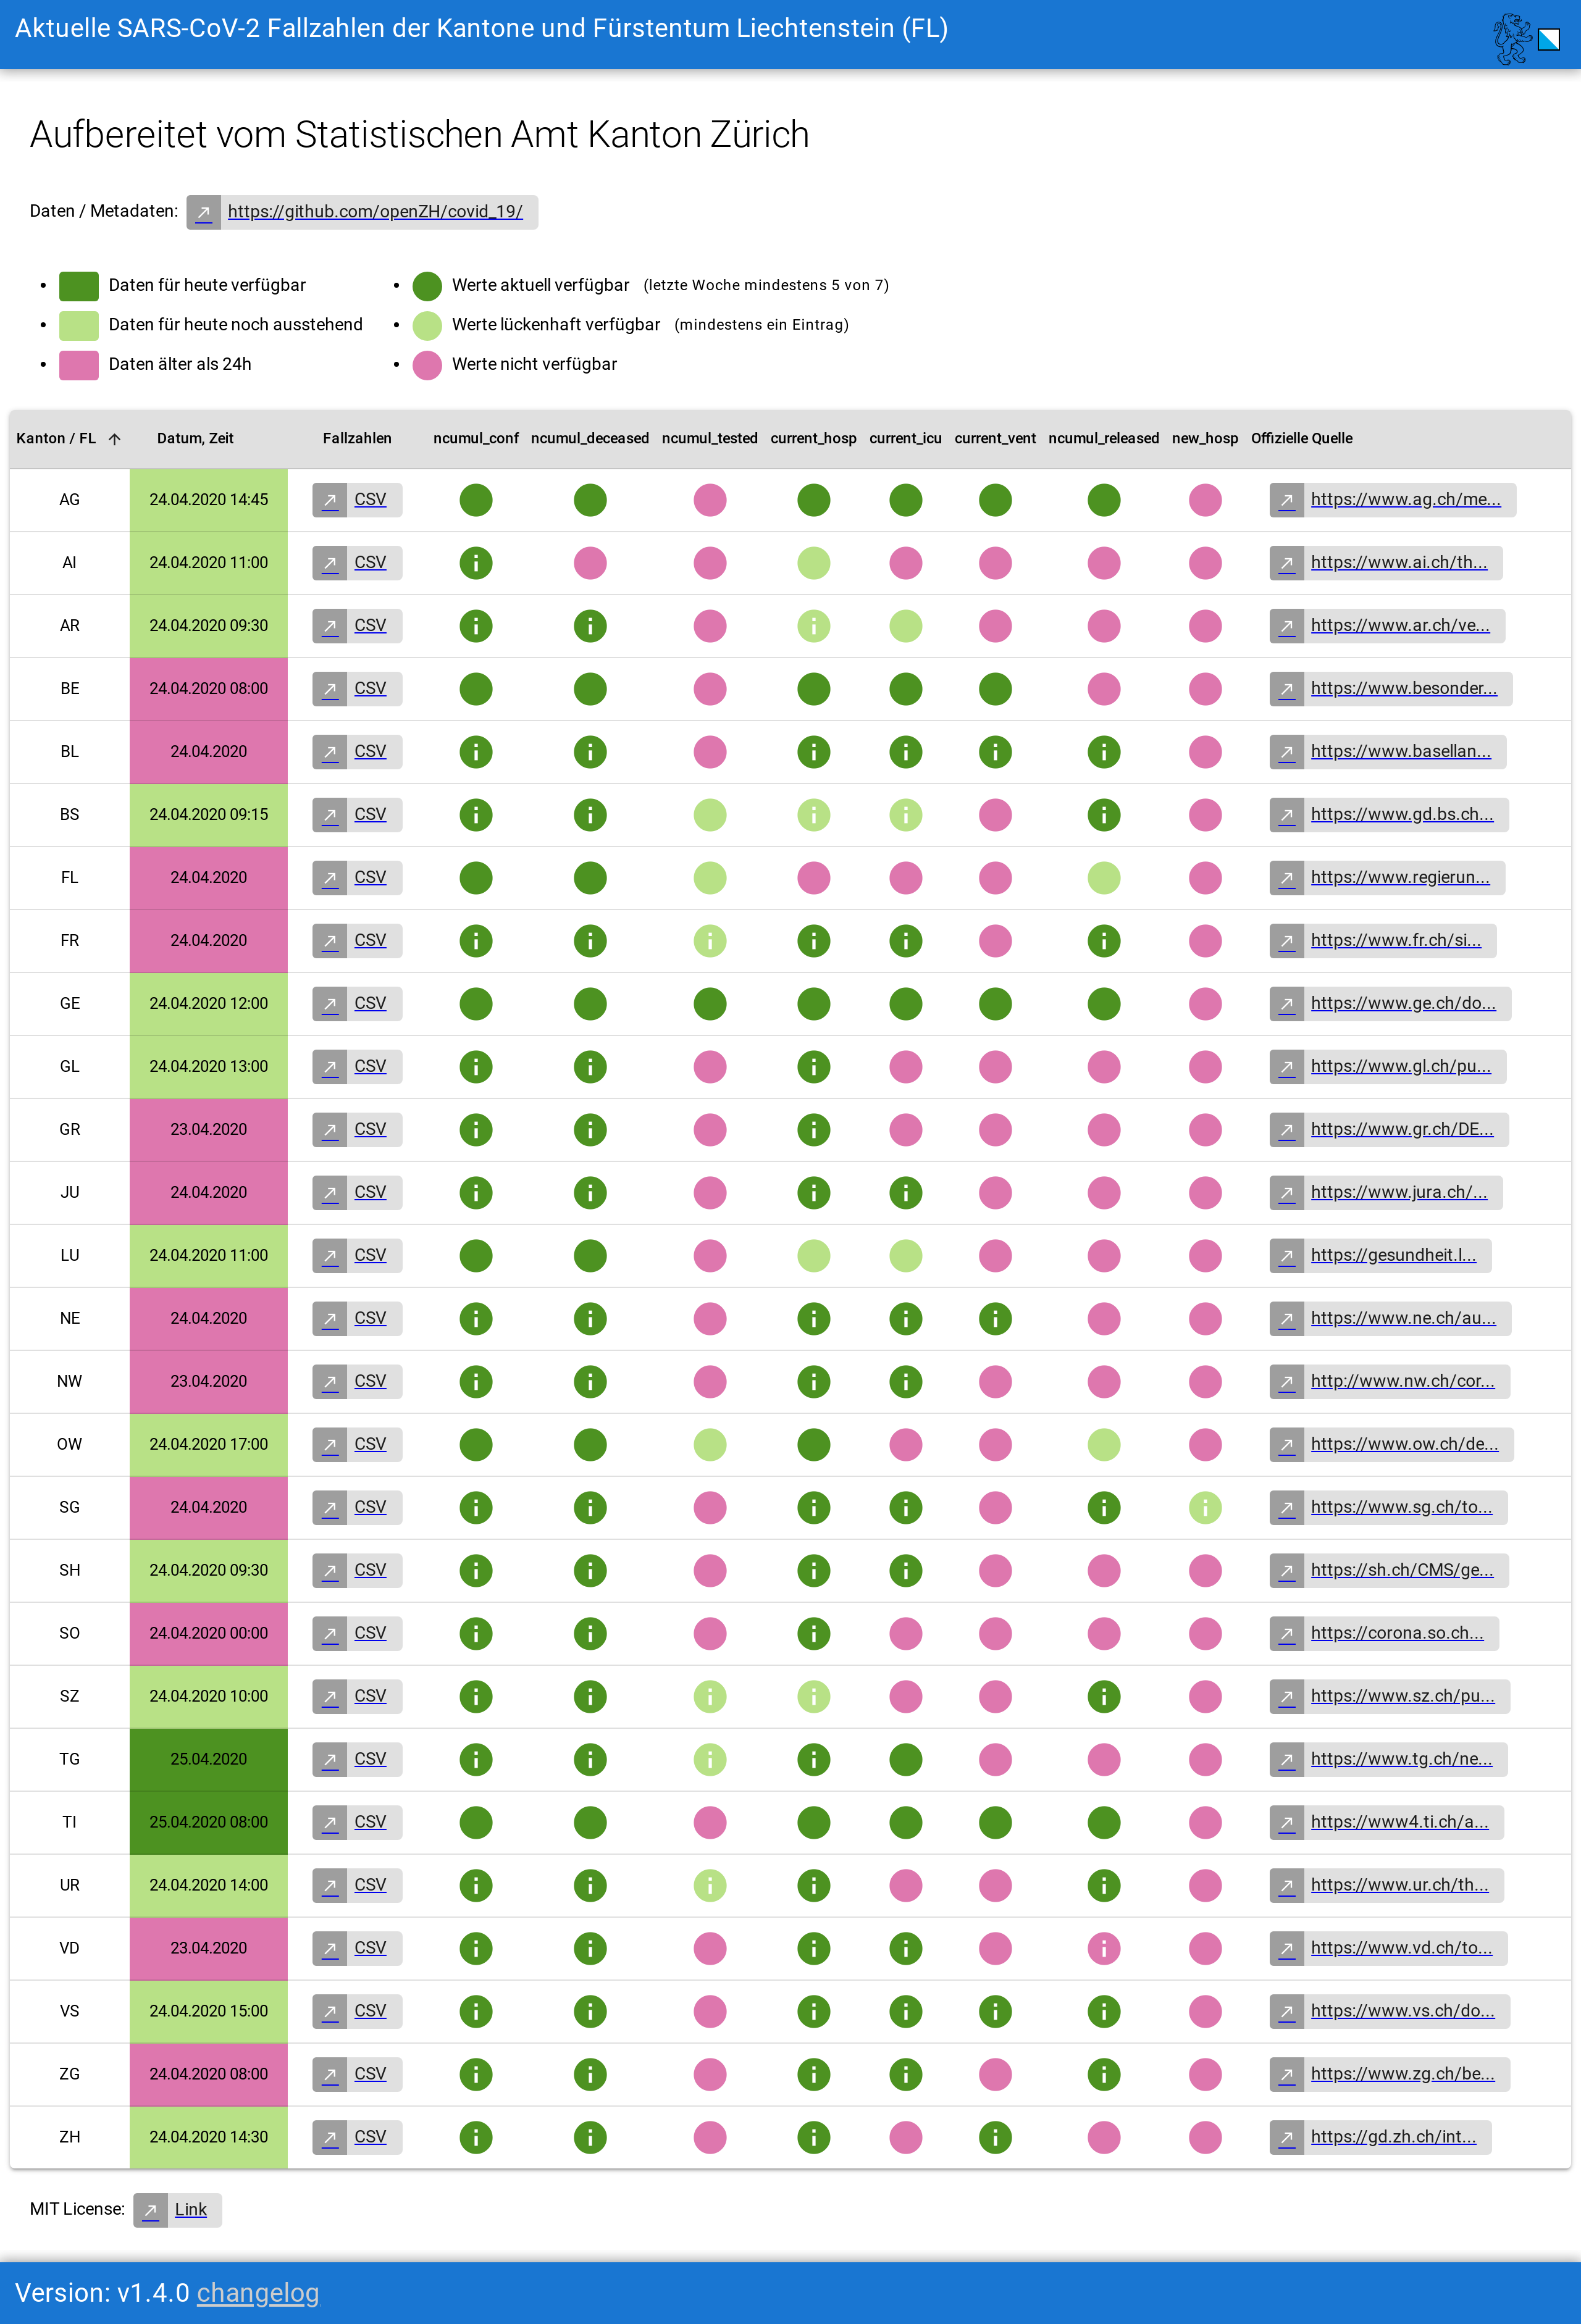 Aktuelle SARS-CoV-2 Fallzahlen der Kantone und Fürstentum Liechtenstein (FL)
Aufbereitet vom Statistischen Amt Kanton Zürich
Daten / Metadaten: https://github.com/openZH/covid_19/
Daten für heute verfügbar
Daten für heute noch ausstehend
Daten älter als 24h
Werte aktuell verfügbar (letzte Woche mindestens 5 von 7)
Werte lückenhaft verfügbar (mindestens ein Eintrag)
Werte nicht verfügbar
Kanton / FL Datum, Zeit Fallzahlen ncumul_conf ncumul_deceased ncumul_tested current_hosp current_icu current_vent ncumul_released new_hosp Offizielle Quelle
AG 24.04.2020 14:45 CSV https://www.ag.ch/me...
AI 24.04.2020 11:00 CSV i https://www.ai.ch/th...
AR 24.04.2020 09:30 CSV i i i https://www.ar.ch/ve...
BE 24.04.2020 08:00 CSV https://www.besonder...
BL 24.04.2020 CSV i i i i i i https://www.basellan...
BS 24.04.2020 09:15 CSV i i i i i https://www.gd.bs.ch...
FL 24.04.2020 CSV https://www.regierun...
FR 24.04.2020 CSV i i i i i i https://www.fr.ch/si...
GE 24.04.2020 12:00 CSV https://www.ge.ch/do...
GL 24.04.2020 13:00 CSV i i i https://www.gl.ch/pu...
GR 23.04.2020 CSV i i i https://www.gr.ch/DE...
JU 24.04.2020 CSV i i i i https://www.jura.ch/...
LU 24.04.2020 11:00 CSV https://gesundheit.l...
NE 24.04.2020 CSV i i i i i https://www.ne.ch/au...
NW 23.04.2020 CSV i i i i http://www.nw.ch/cor...
OW 24.04.2020 17:00 CSV https://www.ow.ch/de...
SG 24.04.2020 CSV i i i i i i https://www.sg.ch/to...
SH 24.04.2020 09:30 CSV i i i i https://sh.ch/CMS/ge...
SO 24.04.2020 00:00 CSV i i i https://corona.so.ch...
SZ 24.04.2020 10:00 CSV i i i i i https://www.sz.ch/pu...
TG 25.04.2020 CSV i i i i https://www.tg.ch/ne...
TI 25.04.2020 08:00 CSV https://www4.ti.ch/a...
UR 24.04.2020 14:00 CSV i i i i i https://www.ur.ch/th...
VD 23.04.2020 CSV i i i i i https://www.vd.ch/to...
VS 24.04.2020 15:00 CSV i i i i i i https://www.vs.ch/do...
ZG 24.04.2020 08:00 CSV i i i i i https://www.zg.ch/be...
ZH 24.04.2020 14:30 CSV i i i i https://gd.zh.ch/int...
MIT License: Link
Version: v1.4.0 changelog